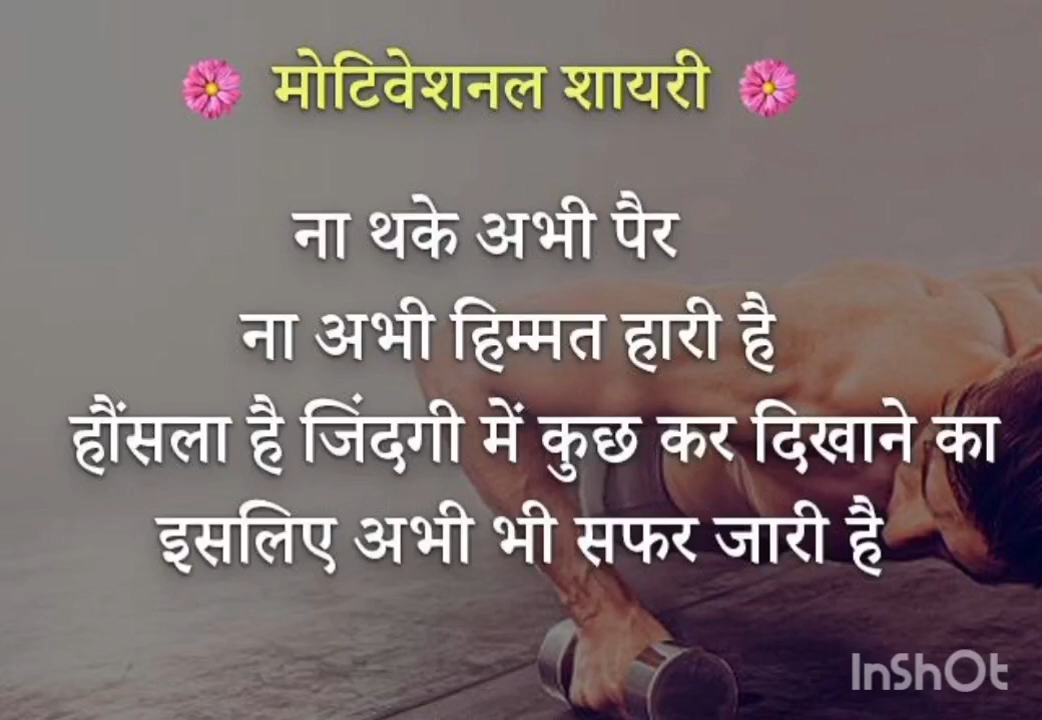 🌸 मोटिवेशनल शायरी 🌸
ना थके अभी पैर
ना अभी हिम्मत हारी है
हौंसला है जिंदगी में कुछ कर दिखाने का
इसलिए अभी भी सफर जारी है
InShOt